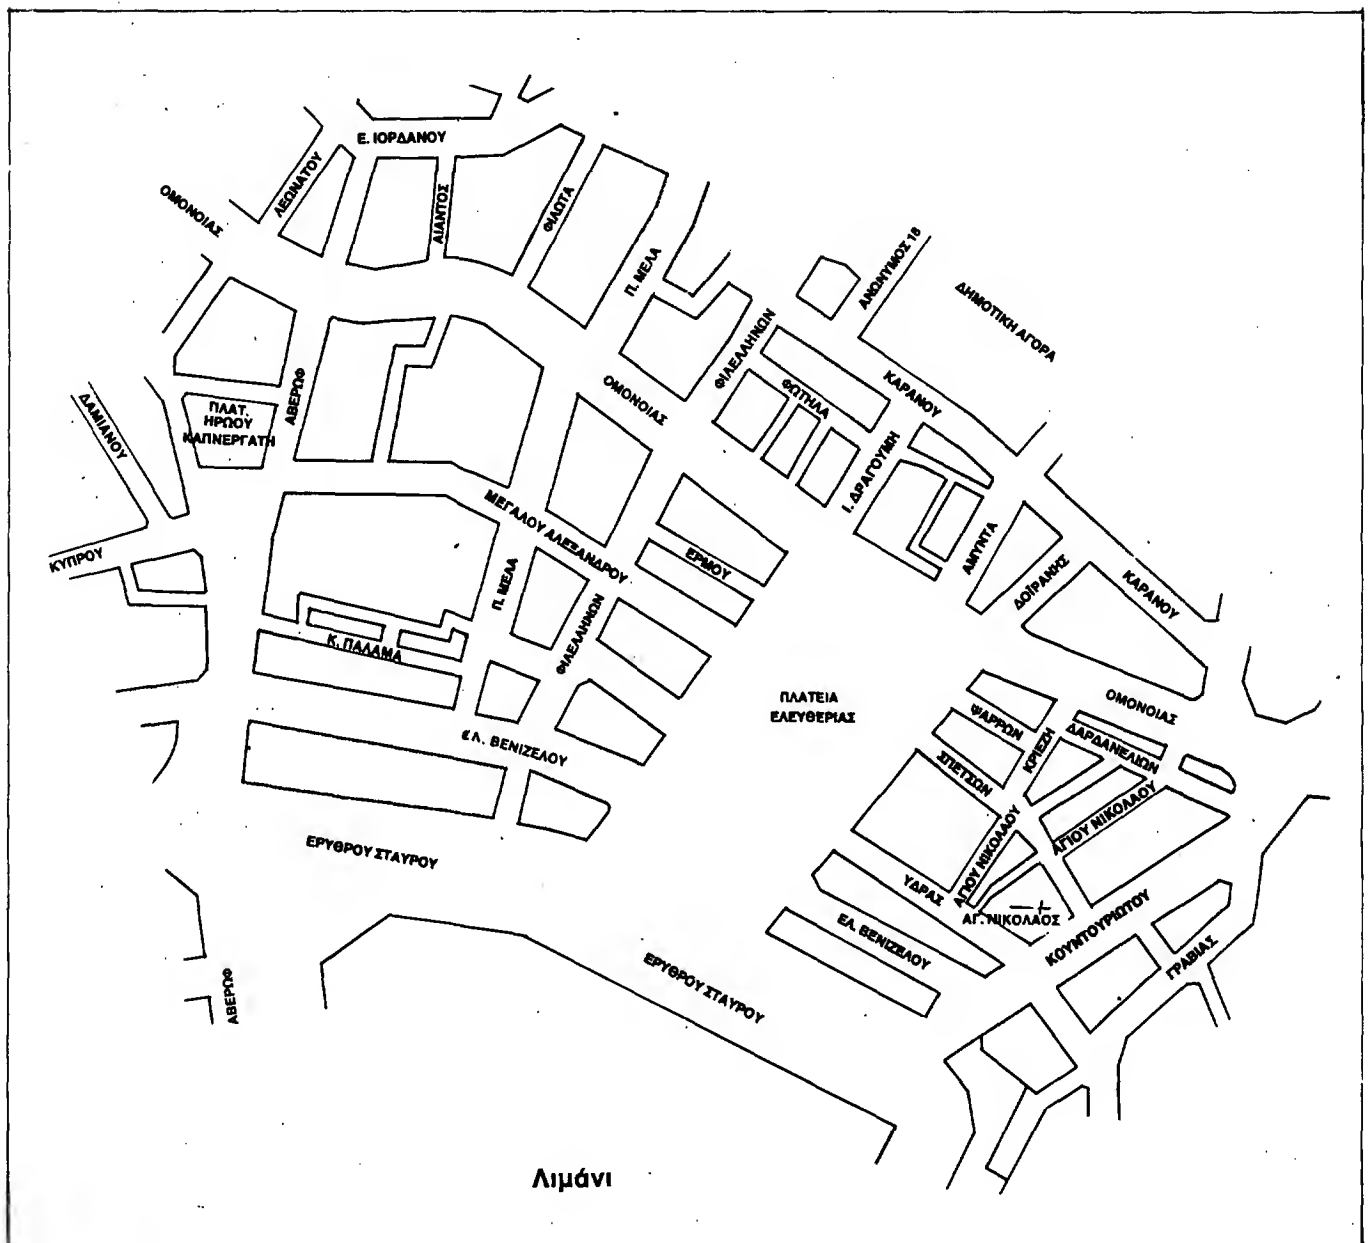 Ε. ΙΟΡΔΑΝΟΥ
ΛΕΩΝΑΤΟΥ
ΟΜΟΝΟΙΑΣ
ΑΙΑΝΤΟΣ
ΦΙΛΩΤΑ
Π. ΜΕΛΑ
ΑΝΩΝΥΜΟΣ 18
ΔΗΜΟΤΙΚΗ ΑΓΟΡΑ
ΦΙΛΕΛΛΗΝΩΝ
ΚΑΡΑΝΟΥ
ΦΩΤΗΛΑ
ΟΜΟΝΟΙΑΣ
ΑΒΕΡΩΦ
ΔΑΜΙΑΝΟΥ
ΠΛΑΤ.
ΗΡΩΟΥ
ΚΑΠΝΕΡΓΑΤΗ
Ι. ΔΡΑΓΟΥΜΗ
ΜΕΓΑΛΟΥ ΑΛΕΞΑΝΔΡΟΥ
ΕΡΜΟΥ
ΑΜΥΝΤΑ
ΔΟΪΡΑΝΗΣ
ΚΑΡΑΝΟΥ
ΚΥΠΡΟΥ
Π. ΜΕΛΑ
ΦΙΛΕΛΛΗΝΩΝ
Κ. ΠΑΛΑΜΑ
ΠΛΑΤΕΙΑ
ΕΛΕΥΘΕΡΙΑΣ
ΟΜΟΝΟΙΑΣ
ΨΑΡΡΩΝ
ΚΡΙΕΖΗ
ΔΑΡΔΑΝΕΛΙΩΝ
ΕΛ. ΒΕΝΙΖΕΛΟΥ
ΣΠΕΤΣΩΝ
ΑΓΙΟΥ ΝΙΚΟΛΑΟΥ
ΑΓΙΟΥ ΝΙΚΟΛΑΟΥ
ΕΡΥΘΡΟΥ ΣΤΑΥΡΟΥ
ΥΔΡΑΣ
ΑΓ. ΝΙΚΟΛΑΟΣ
ΕΛ. ΒΕΝΙΖΕΛΟΥ
ΚΟΥΝΤΟΥΡΙΩΤΟΥ
ΓΡΑΒΙΑΣ
ΕΡΥΘΡΟΥ ΣΤΑΥΡΟΥ
ΑΒΕΡΩΦ
Λιμάνι